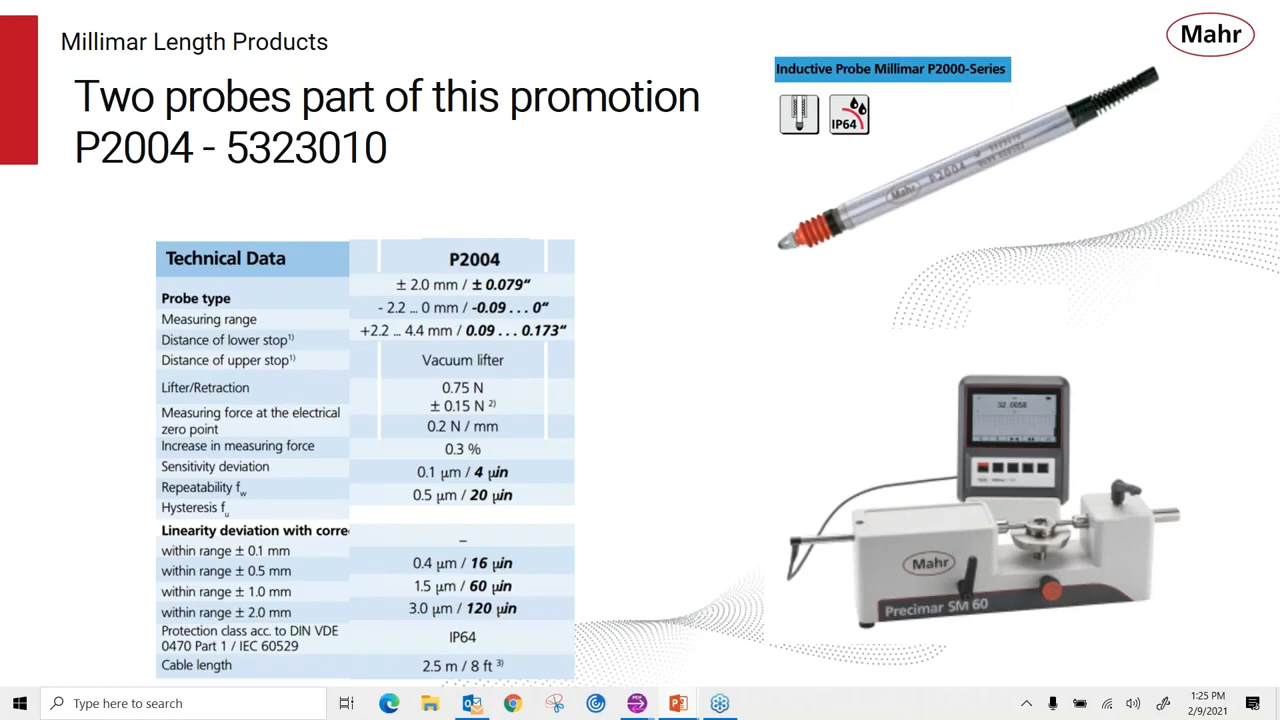 Millimar Length Products
Mahr
Two probes part of this promotion
P2004 - 5323010
Inductive Probe Millimar P2000-Series
IP64
Mahr
P2004
Technical Data
P2004
Probe type
± 2.0 mm / ± 0.079“
Measuring range
- 2.2 ... 0 mm / -0.09 . . . 0“
Distance of lower stop1)
+2.2 ... 4.4 mm / 0.09 . . . 0.173“
Distance of upper stop1)
Vacuum lifter
Lifter/Retraction
0.75 N
Measuring force at the electrical
± 0.15 N 2)
zero point
0.2 N / mm
Increase in measuring force
0.3 %
Sensitivity deviation
0.1 µm / 4 µin
Repeatability fw
0.5 µm / 20 µin
Hysteresis fu
Linearity deviation with corre
–
within range ± 0.1 mm
0.4 µm / 16 µin
within range ± 0.5 mm
1.5 µm / 60 µin
within range ± 1.0 mm
3.0 µm / 120 µin
within range ± 2.0 mm
Protection class acc. to DIN VDE
0470 Part 1 / IEC 60529
IP64
Cable length
2.5 m / 8 ft 3)
32.0058
Mahr
Precimar SM 60
Type here to search
1:25 PM
2/9/2021